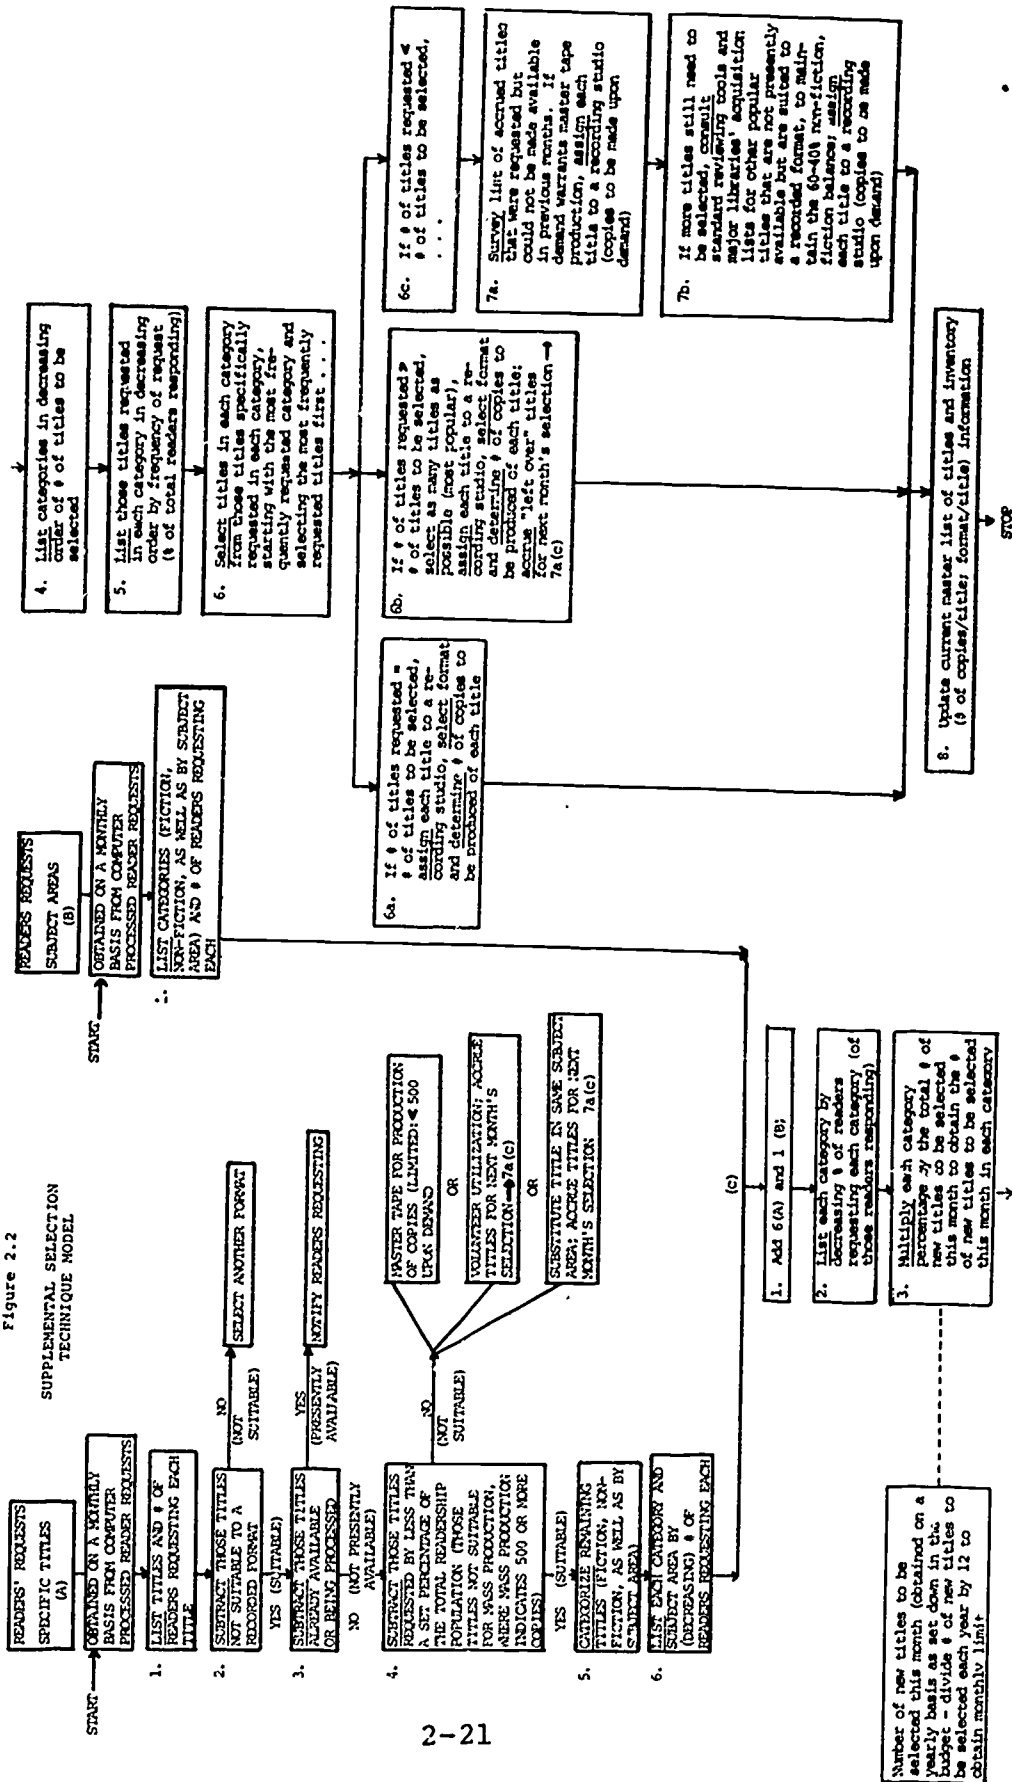 Figure 2.2
SUPPLEMENTAL SELECTION
TECHNIQUE MODEL
READERS' REQUESTS
SPECIFIC TITLES
(A)
START
OBTAINED ON A MONTHLY
BASIS FROM COMPUTER
PROCESSED READER REQUESTS
1.
LIST TITLES AND # OF
READERS REQUESTING EACH
TITLE
2.
SUBTRACT THOSE TITLES
NOT SUITABLE TO A
RECORDED FORMAT
NO
(NOT
SUITABLE)
SELECT ANOTHER FORMAT
YES (SUITABLE)
3.
SUBTRACT THOSE TITLES
ALREADY AVAILABLE
OR BEING PROCESSED
YES
(PRESENTLY
AVAILABLE)
NOTIFY READERS REQUESTING
NO (NOT PRESENTLY
AVAILABLE)
4.
SUBTRACT THOSE TITLES
REQUESTED BY LESS THAN
A SET PERCENTAGE OF
THE TOTAL READERSHIP
POPULATION (THOSE
TITLES NOT SUITABLE
FOR MASS PRODUCTION,
WHERE MASS PRODUCTION
INDICATES 500 OR MORE
COPIES)
NO
(NOT
SUITABLE)
MASTER TAPE FOR PRODUCTION
OF COPIES (LIMITED: < 500
UPON DEMAND
OR
VOLUNTEER UTILIZATION; ACCRUE
TITLES FOR NEXT MONTH'S
SELECTION → 7a(c)
OR
SUBSTITUTE TITLE IN SAME SUBJECT
AREA; ACCRUE TITLES FOR NEXT
MONTH'S SELECTION 7a(c)
YES (SUITABLE)
5.
CATEGORIZE REMAINING
TITLES (FICTION, NON-
FICTION, AS WELL AS BY
SUBJECT AREA)
6.
LIST EACH CATEGORY AND
SUBJECT AREA BY
(DECREASING) # OF
READERS REQUESTING EACH
READERS REQUESTS
SUBJECT AREAS
(B)
START
OBTAINED ON A MONTHLY
BASIS FROM COMPUTER
PROCESSED READER REQUESTS
LIST CATEGORIES (FICTION,
NON-FICTION, AS WELL AS BY SUBJECT
AREA) AND # OF READERS REQUESTING
EACH
(c)
1. Add 6(A) and 1 (B;
2. List each category by
decreasing # of readers
requesting each category (of
those readers responding)
3. Multiply each category
percentage by the total # of
new titles to be selected
this month to obtain the #
of new titles to be selected
this month in each category
Number of new titles to be
selected this month (obtained on a
yearly basis as set down in the
budget - divide # of new titles to
be selected each year by 12 to
obtain monthly limit
4. List categories in decreasing
order of # of titles to be
selected
5. List those titles requested
in each category in decreasing
order by frequency of request
(# of total readers responding)
6. Select titles in each category
from those titles specifically
requested in each category,
starting with the most fre-
quently requested category and
selecting the most frequently
requested titles first . . . .
6a. If # of titles requested =
# of titles to be selected,
assign each title to a re-
cording studio, select format
and determine # of copies to
be produced of each title
6b. If # of titles requested >
# of titles to be selected,
select as many titles as
possible (most popular),
assign each title to a re-
cording studio, select format
and determine # of copies to
be produced of each title;
accrue "left over" titles
for next month's selection →
7a(c)
6c. If # of titles requested <
# of titles to be selected,
. . . .
7a. Survey list of accrued titles
that were requested but
could not be made available
in previous months. If
demand warrants master tape
production, assign each
title to a recording studio
(copies to be made upon
demand)
7b. If more titles still need to
be selected, consult
standard reviewing tools and
major libraries' acquisition
lists for other popular
titles that are not presently
available but are suited to
a recorded format, to main-
tain the 60-40% non-fiction,
fiction balance; assign
each title to a recording
studio (copies to be made
upon demand)
8. Update current master list of titles and inventory
(# of copies/title; format/title) information
STOP
2-21